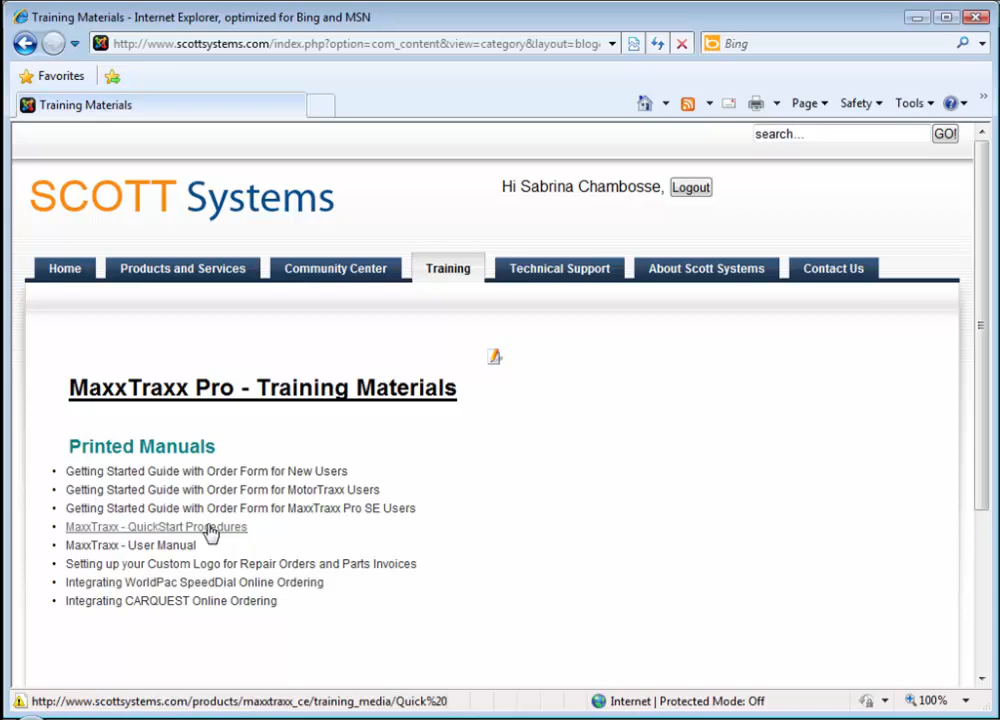 Training Materials - Internet Explorer, optimized for Bing and MSN
http://www.scottsystems.com/index.php?option=com_content&view=category&layout=blog- Bing
Favorites
Training Materials Page Safety Tools
search... GO!
SCOTT Systems Hi Sabrina Chambosse, Logout
Home Products and Services Community Center Training Technical Support About Scott Systems Contact Us
MaxxTraxx Pro - Training Materials
Printed Manuals
• Getting Started Guide with Order Form for New Users
• Getting Started Guide with Order Form for MotorTraxx Users
• Getting Started Guide with Order Form for MaxxTraxx Pro SE Users
• MaxxTraxx - QuickStart Procedures
• MaxxTraxx - User Manual
• Setting up your Custom Logo for Repair Orders and Parts Invoices
• Integrating WorldPac SpeedDial Online Ordering
• Integrating CARQUEST Online Ordering
http://www.scottsystems.com/products/maxxtraxx_ce/training_media/Quick%20 Internet | Protected Mode: Off 100%